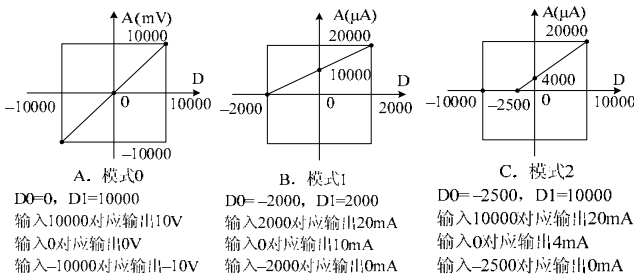 A(mV)
10000
D
-10000
0
10000
-10000
A. 模式0
D0=0, D1=10000
输入10000对应输出10V
输入0对应输出0V
输入-10000对应输出-10V
A(μA)
20000
10000
D
-2000
0
2000
B. 模式1
D0=-2000, D1=2000
输入2000对应输出20mA
输入0对应输出10mA
输入-2000对应输出0mA
A(μA)
20000
4000
D
-10000
-2500
0
10000
C. 模式2
D0=-2500, D1=10000
输入10000对应输出20mA
输入0对应输出4mA
输入-2500对应输出0mA